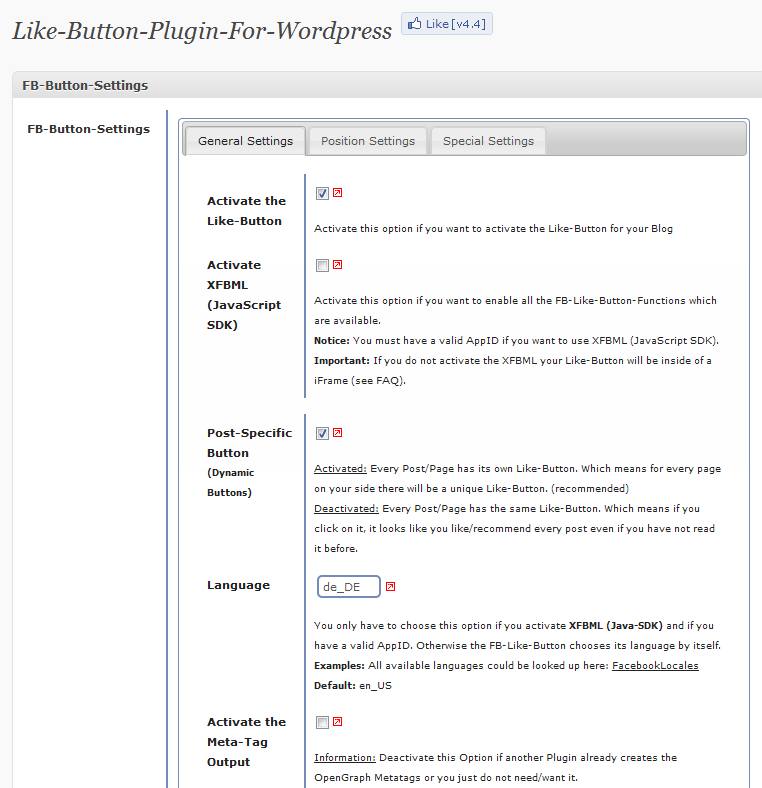 Like-Button-Plugin-For-Wordpress
Like[v4.4]
FB-Button-Settings
FB-Button-Settings
General Settings
Position Settings
Special Settings
Activate the
Like-Button
Activate this option if you want to activate the Like-Button for your Blog
Activate
XFBML
(JavaScript
SDK)
Activate this option if you want to enable all the FB-Like-Button-Functions which
are available.
Notice: You must have a valid AppID if you want to use XFBML (JavaScript SDK).
Important: If you do not activate the XFBML your Like-Button will be inside of a
iFrame (see FAQ).
Post-Specific
Button
(Dynamic
Buttons)
Activated: Every Post/Page has its own Like-Button. Which means for every page
on your side there will be a unique Like-Button. (recommended)
Deactivated: Every Post/Page has the same Like-Button. Which means if you
click on it, it looks like you like/recommend every post even if you have not read
it before.
Language
de_DE
You only have to choose this option if you activate XFBML (Java-SDK) and if you
have a valid AppID. Otherwise the FB-Like-Button chooses its language by itself.
Examples: All available languages could be looked up here: FacebookLocales
Default: en_US
Activate the
Meta-Tag
Output
Information: Deactivate this Option if another Plugin already creates the
OpenGraph Metatags or you just do not need/want it.